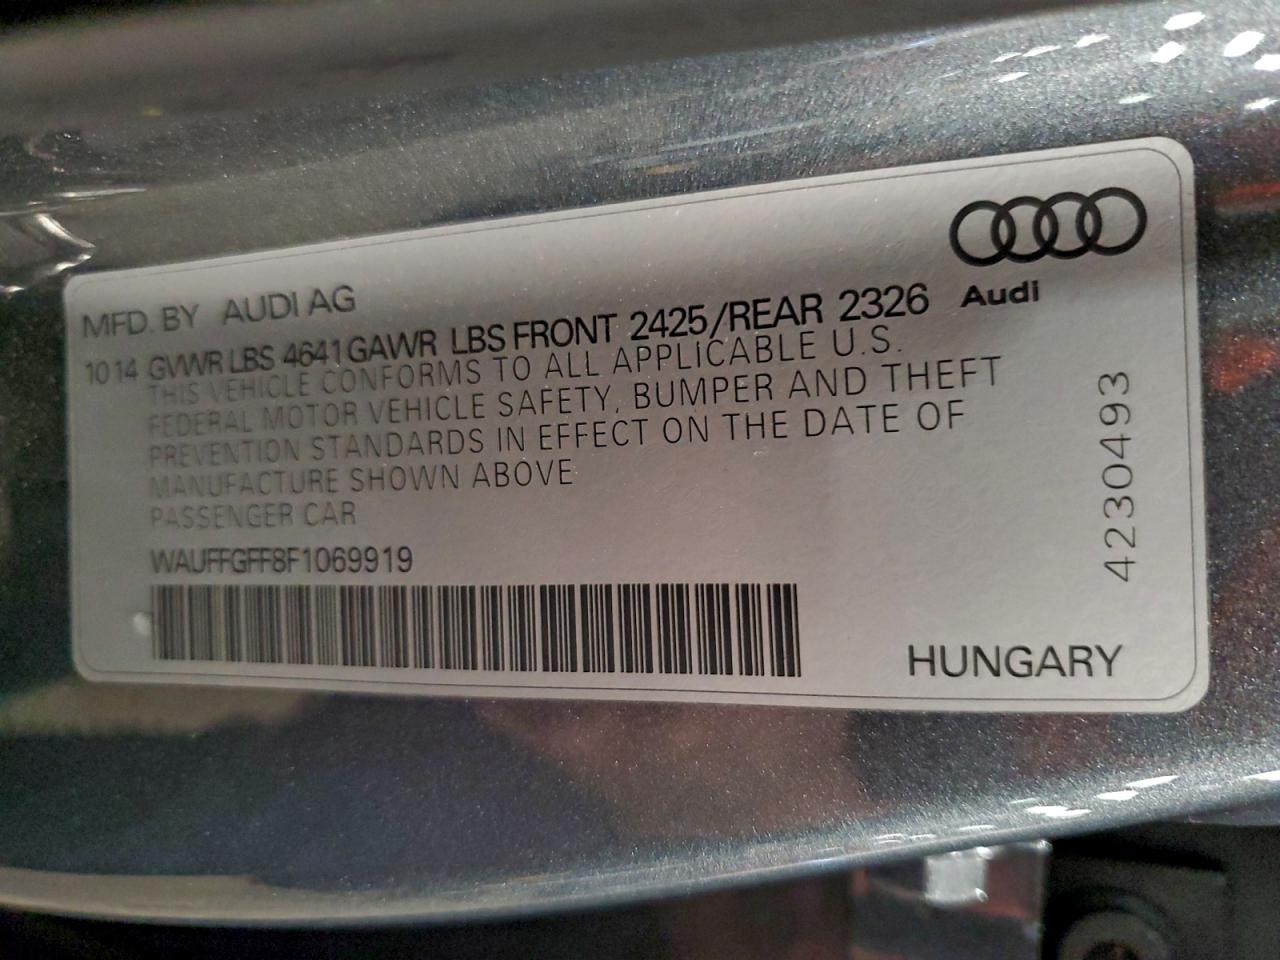 MFD. BY AUDI AG
10 14 GVWR LBS 4641 GAWR LBS FRONT 2425/REAR 2326
THIS VEHICLE CONFORMS TO ALL APPLICABLE U.S.
FEDERAL MOTOR VEHICLE SAFETY, BUMPER AND THEFT
PREVENTION STANDARDS IN EFFECT ON THE DATE OF
MANUFACTURE SHOWN ABOVE
PASSENGER CAR
WAUFFGFF8F1069919
Audi
4230493
HUNGARY